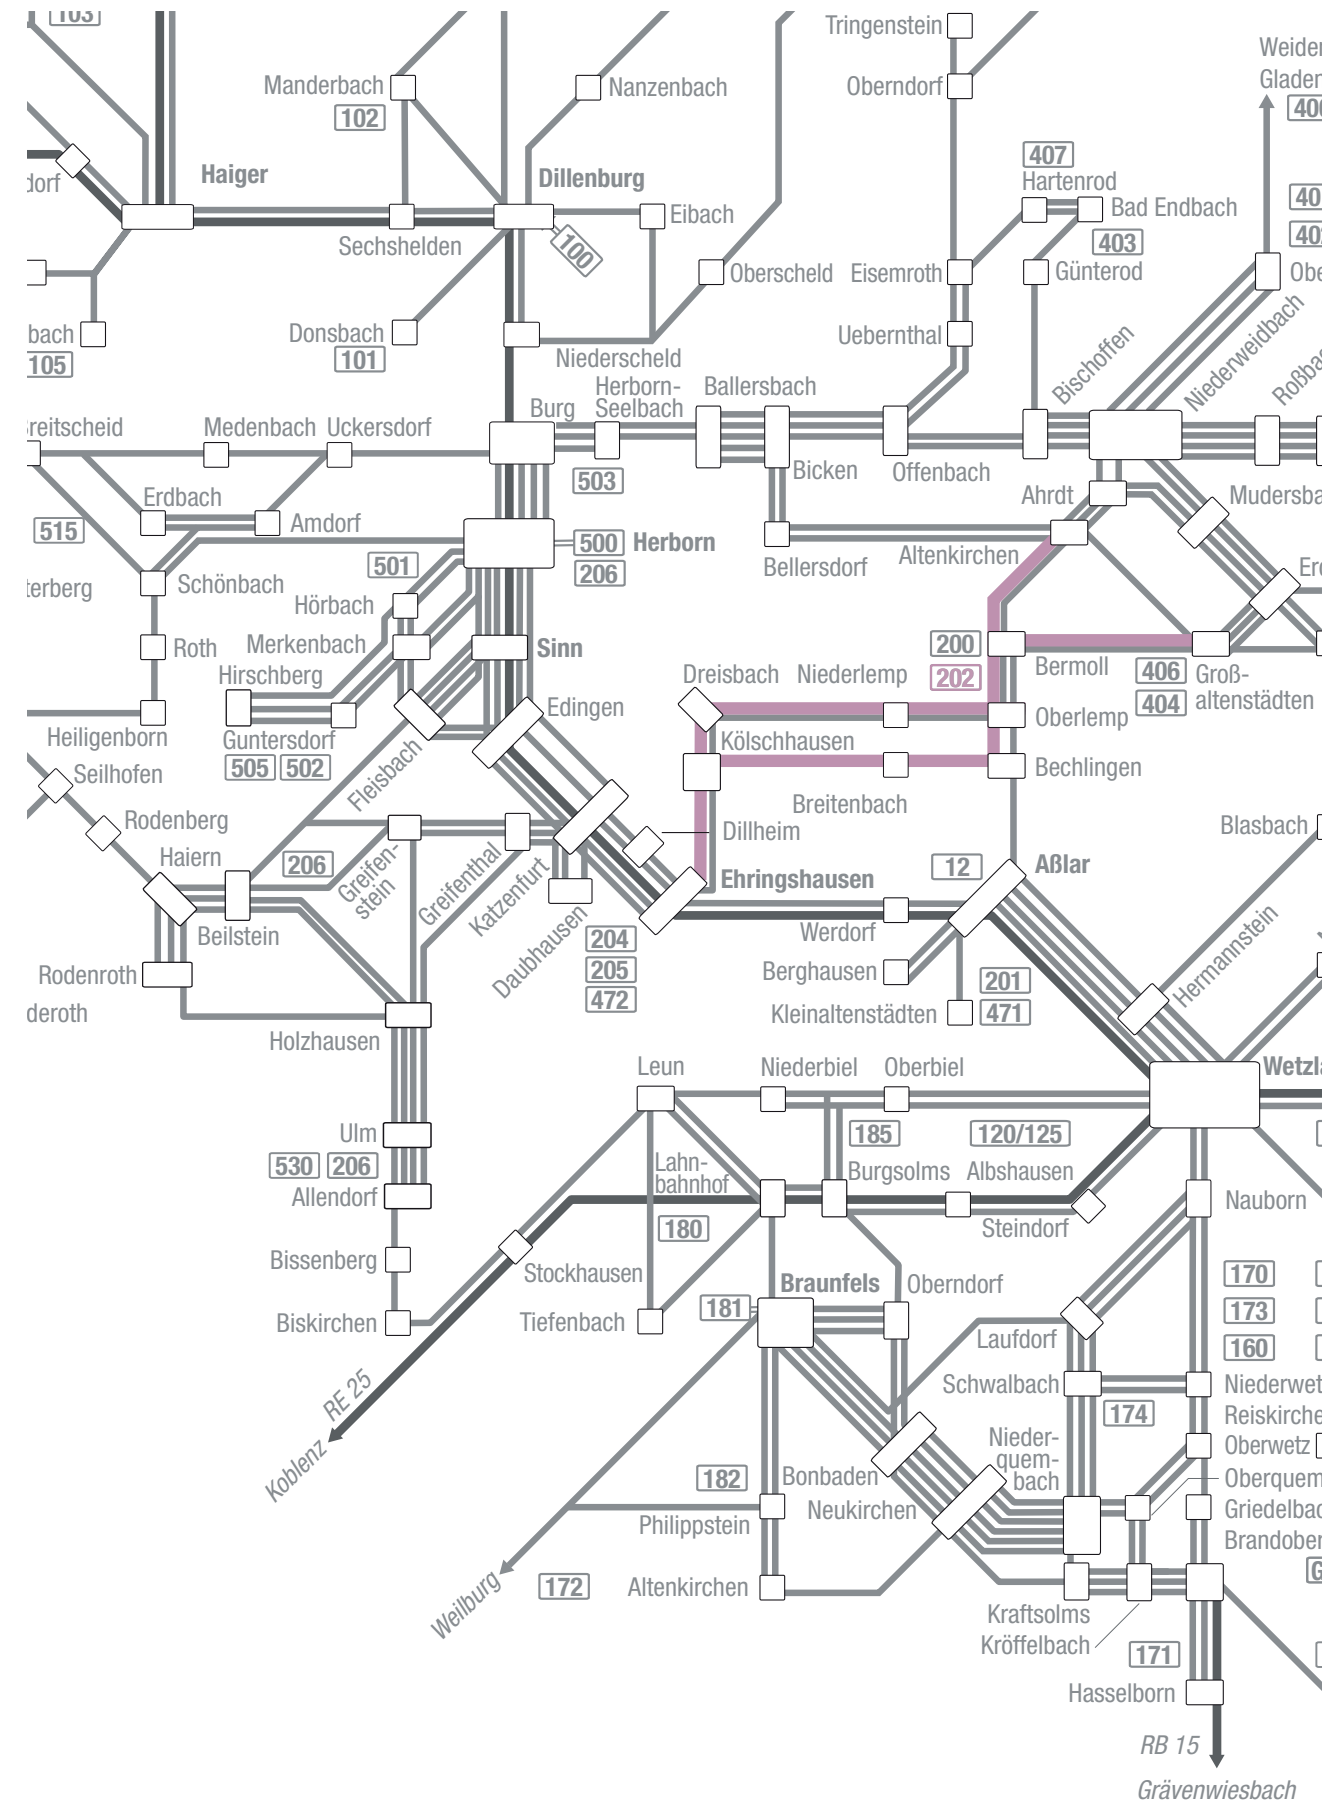 103
Tringenstein
Manderbach
Nanzenbach
Oberndorf
102
407
Hartenrod
Bad Endbach
403
Haiger
Dillenburg
Eibach
Sechshelden
100
Oberscheld
Eisemroth
Günterod
Donsbach
101
105
Niederscheld
Uebernthal
Bischoffen
Niederweidbach
Herborn-
Seelbach
Ballersbach
Burg
Medenbach
Uckersdorf
Bicken
Offenbach
503
Erdbach
Amdorf
Ahrdt
515
500
Herborn
206
501
Bellersdorf
Altenkirchen
Schönbach
Hörbach
Roth
Merkenbach
Sinn
200
202
Bermoll
406
Groß-
altenstädten
404
Hirschberg
Dreisbach
Niederlemp
Edingen
Oberlemp
Heiligenborn
Guntersdorf
505
502
Kölschhausen
Bechlingen
Seilhofen
Fleisbach
Breitenbach
Rodenberg
Dillheim
Blasbach
Haiern
206
Greifen-
stein
Greifenthal
Katzenfurt
Daubhausen
Ehringshausen
12
Aßlar
Beilstein
204
205
472
Werdorf
Berghausen
201
471
Kleinaltenstädten
Hermannstein
Rodenroth
Holzhausen
Leun
Niederbiel
Oberbiel
Ulm
530
206
185
120/125
Allendorf
Lahn-
bahnhof
Burgsolms
Albshausen
180
Steindorf
Nauborn
Bissenberg
Stockhausen
Braunfels
Oberndorf
170
181
173
160
Biskirchen
Tiefenbach
Laufdorf
RE 25
Koblenz
Schwalbach
174
Nieder-
quem-
bach
Oberwetz
182
Bonbaden
Neukirchen
Philippstein
Weilburg
172
Altenkirchen
Kraftsolms
Kröffelbach
171
Hasselborn
RB 15
Grävenwiesbach